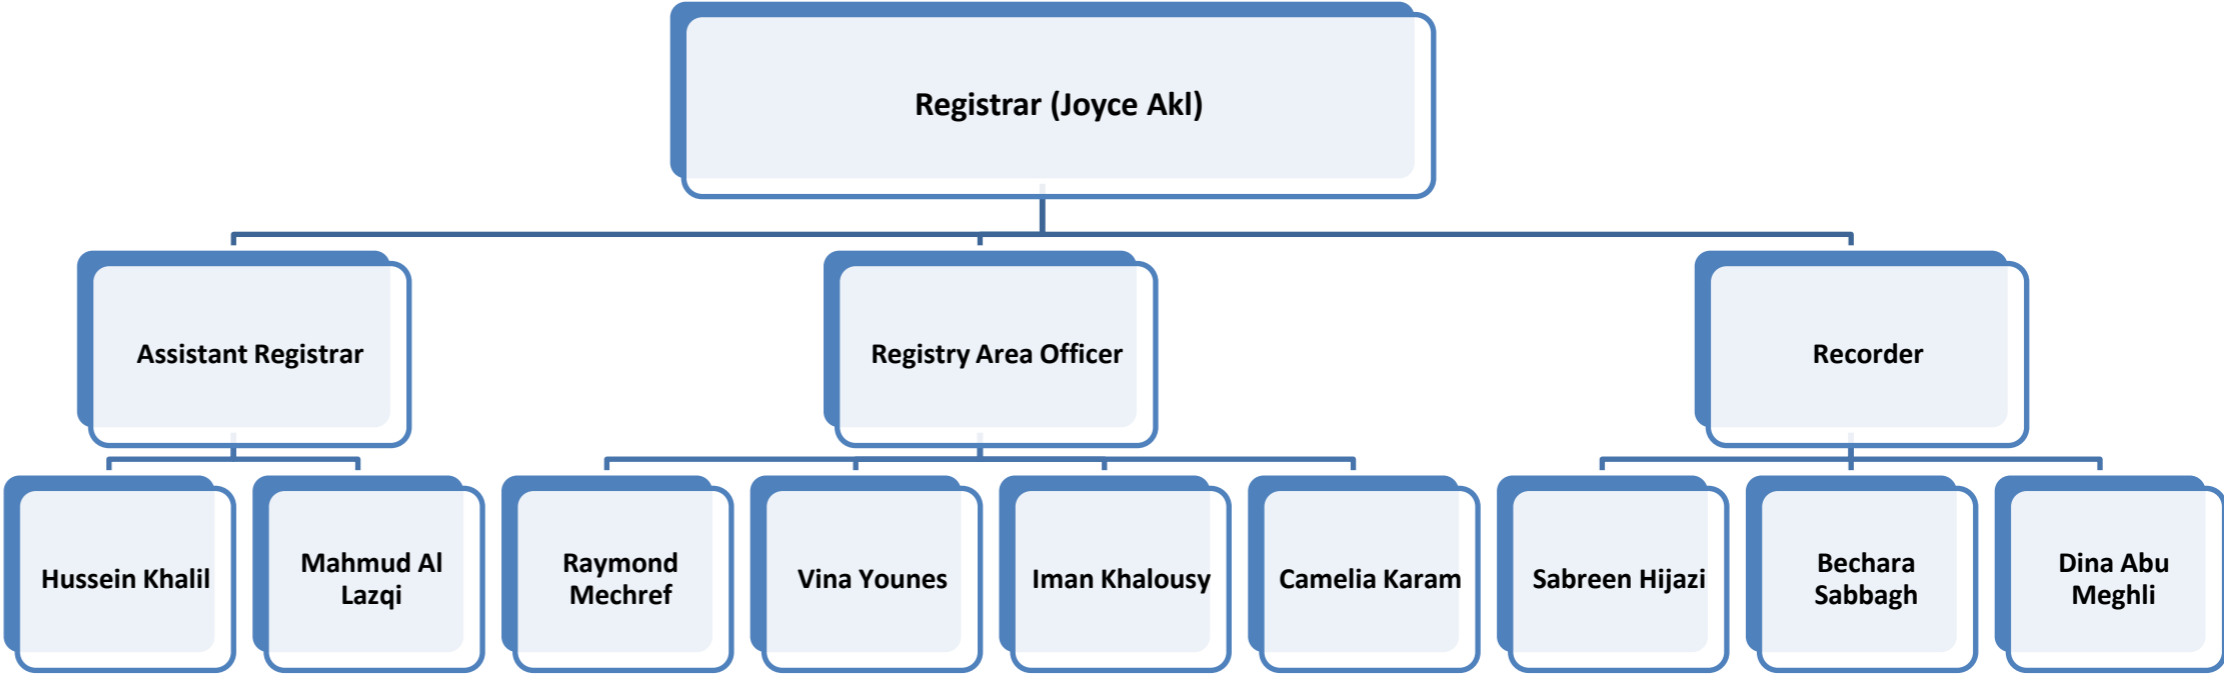 Registrar (Joyce Akl)
Assistant Registrar
Registry Area Officer
Recorder
Hussein Khalil
Mahmud Al
Lazqi
Raymond
Mechref
Vina Younes
Iman Khalousy
Camelia Karam
Sabreen Hijazi
Bechara
Sabbagh
Dina Abu
Meghli